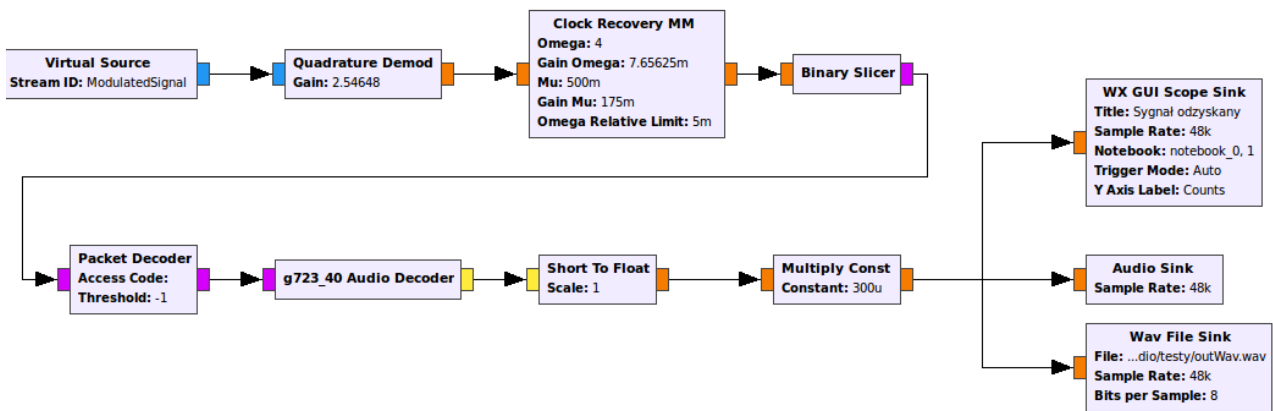 Virtual Source
Stream ID: ModulatedSignal
Quadrature Demod
Gain: 2.54648
Clock Recovery MM
Omega: 4
Gain Omega: 7.65625m
Mu: 500m
Gain Mu: 175m
Omega Relative Limit: 5m
Binary Slicer
WX GUI Scope Sink
Title: Sygnał odzyskany
Sample Rate: 48k
Notebook: notebook_0, 1
Trigger Mode: Auto
Y Axis Label: Counts
Packet Decoder
Access Code:
Threshold: -1
g723_40 Audio Decoder
Short To Float
Scale: 1
Multiply Const
Constant: 300u
Audio Sink
Sample Rate: 48k
Wav File Sink
File: ...dio/testy/outWav.wav
Sample Rate: 48k
Bits per Sample: 8